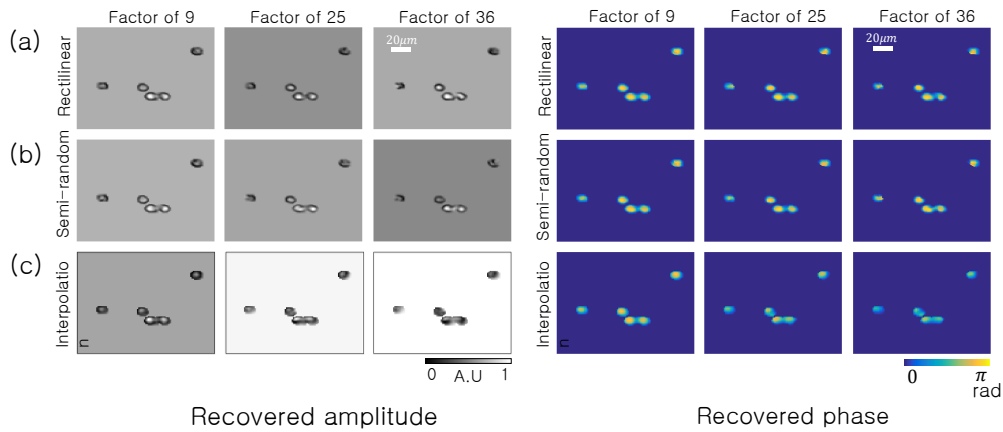 Factor of 9 Factor of 25 Factor of 36 Factor of 9 Factor of 25 Factor of 36
(a) Rectilinear 20μm Rectilinear 20μm
(b) Semi-random Semi-random
(c) Interpolatio Interpolatio
n n
0 A.U 1 0 π
rad
Recovered amplitude Recovered phase